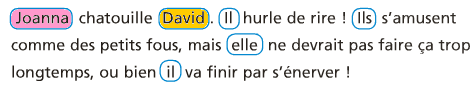 Joanna chatouille David. Il hurle de rire ! Ils s'amusent
comme des petits fous, mais elle ne devrait pas faire ça trop
longtemps, ou bien il va finir par s'énerver !